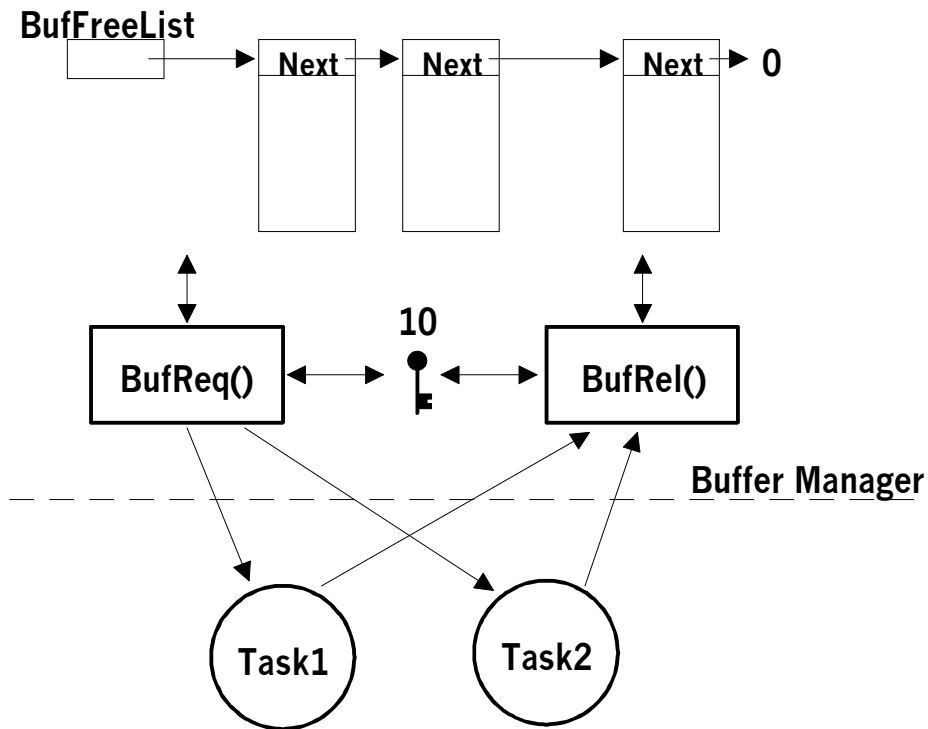 BufFreeList
Next Next Next 0
10
BufReq() BufRel()
Buffer Manager
Task1 Task2